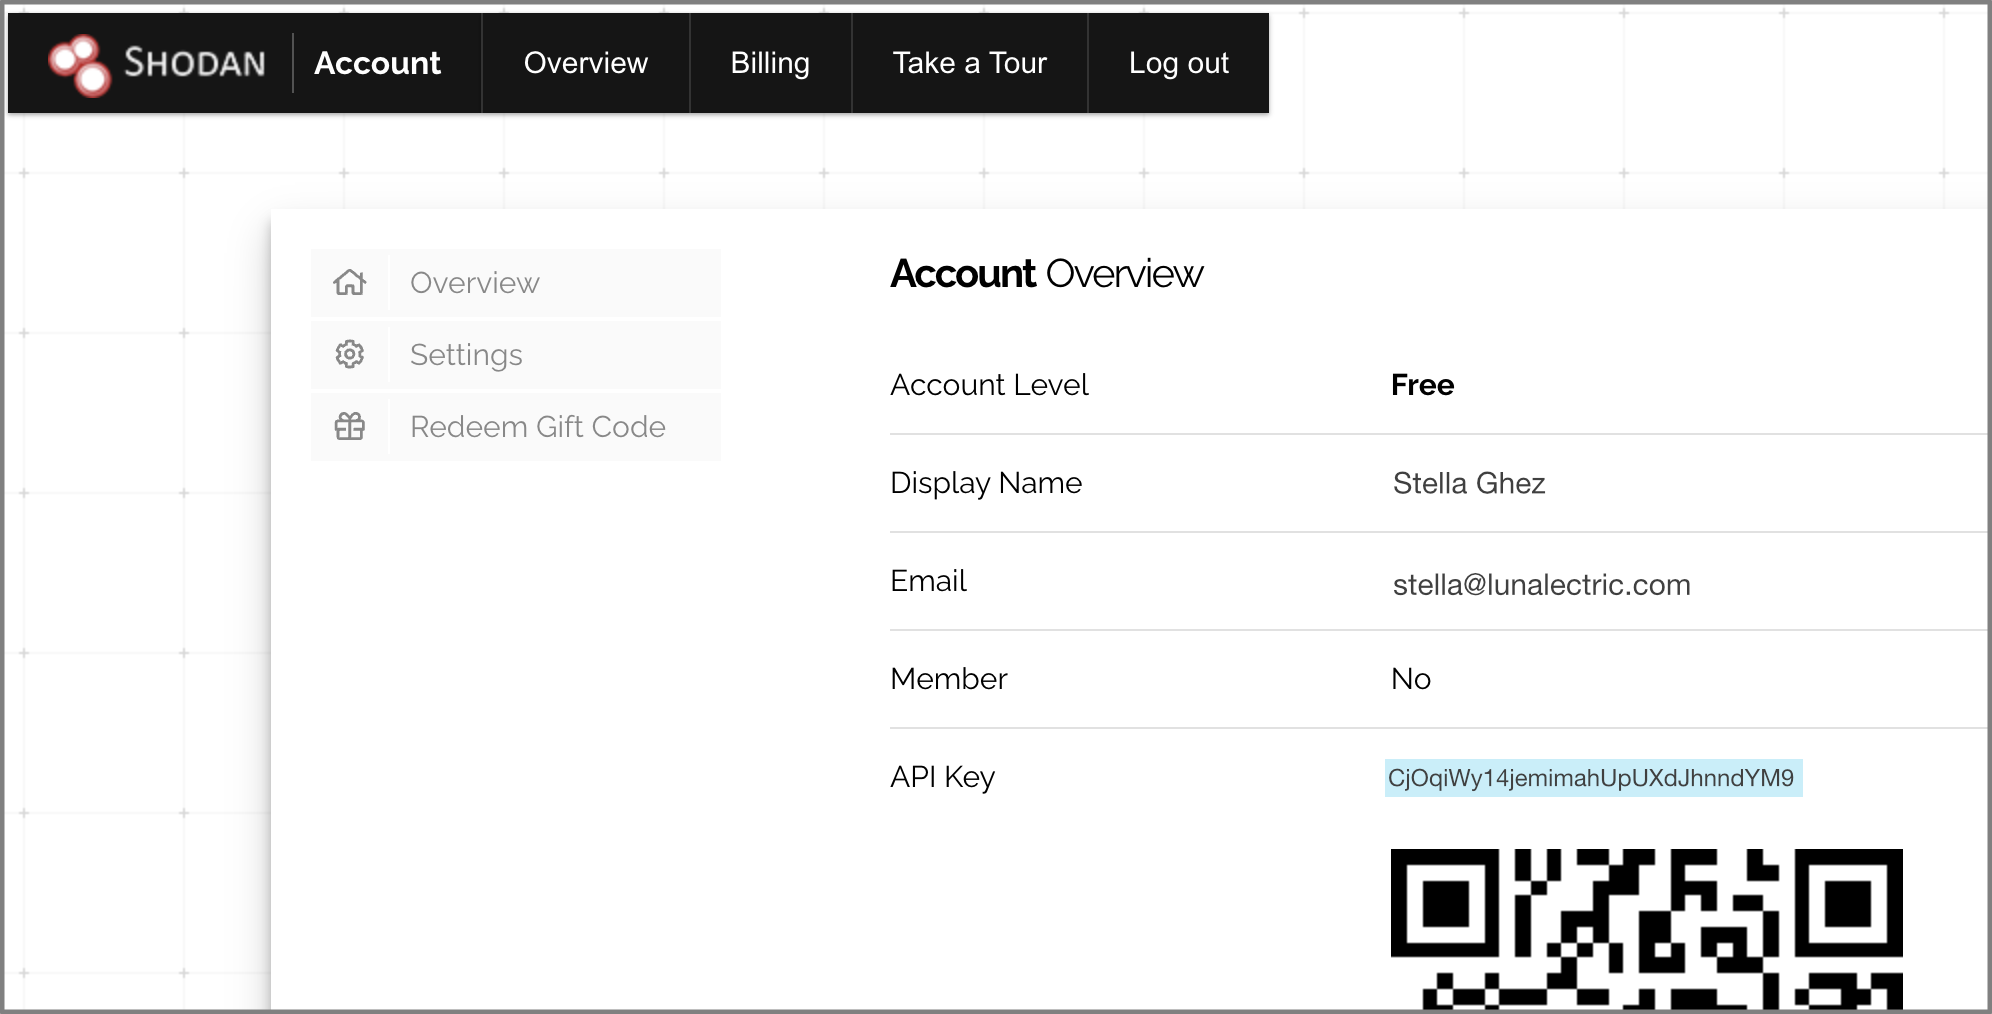 SHODAN Account Overview Billing Take a Tour Log out
Overview
Settings
Redeem Gift Code
Account Overview
Account Level Free
Display Name Stella Ghez
Email stella@lunalectric.com
Member No
API Key CjOqiWy14jemimahUpUXdJhnndYM9